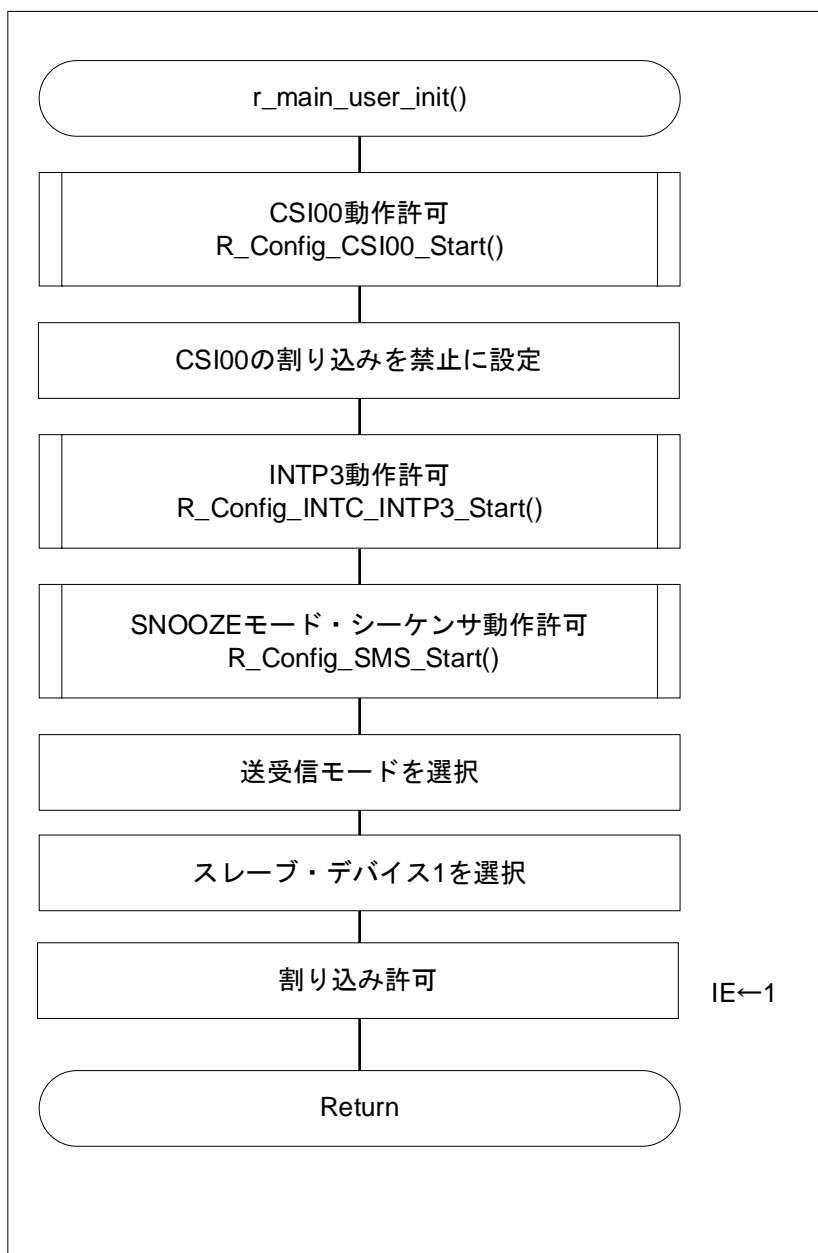 r_main_user_init()
CSI00動作許可
R_Config_CSI00_Start()
CSI00の割り込みを禁止に設定
INTP3動作許可
R_Config_INTC_INTP3_Start()
SNOOZEモード・シーケンサ動作許可
R_Config_SMS_Start()
送受信モードを選択
スレーブ・デバイス1を選択
割り込み許可
IE←1
Return